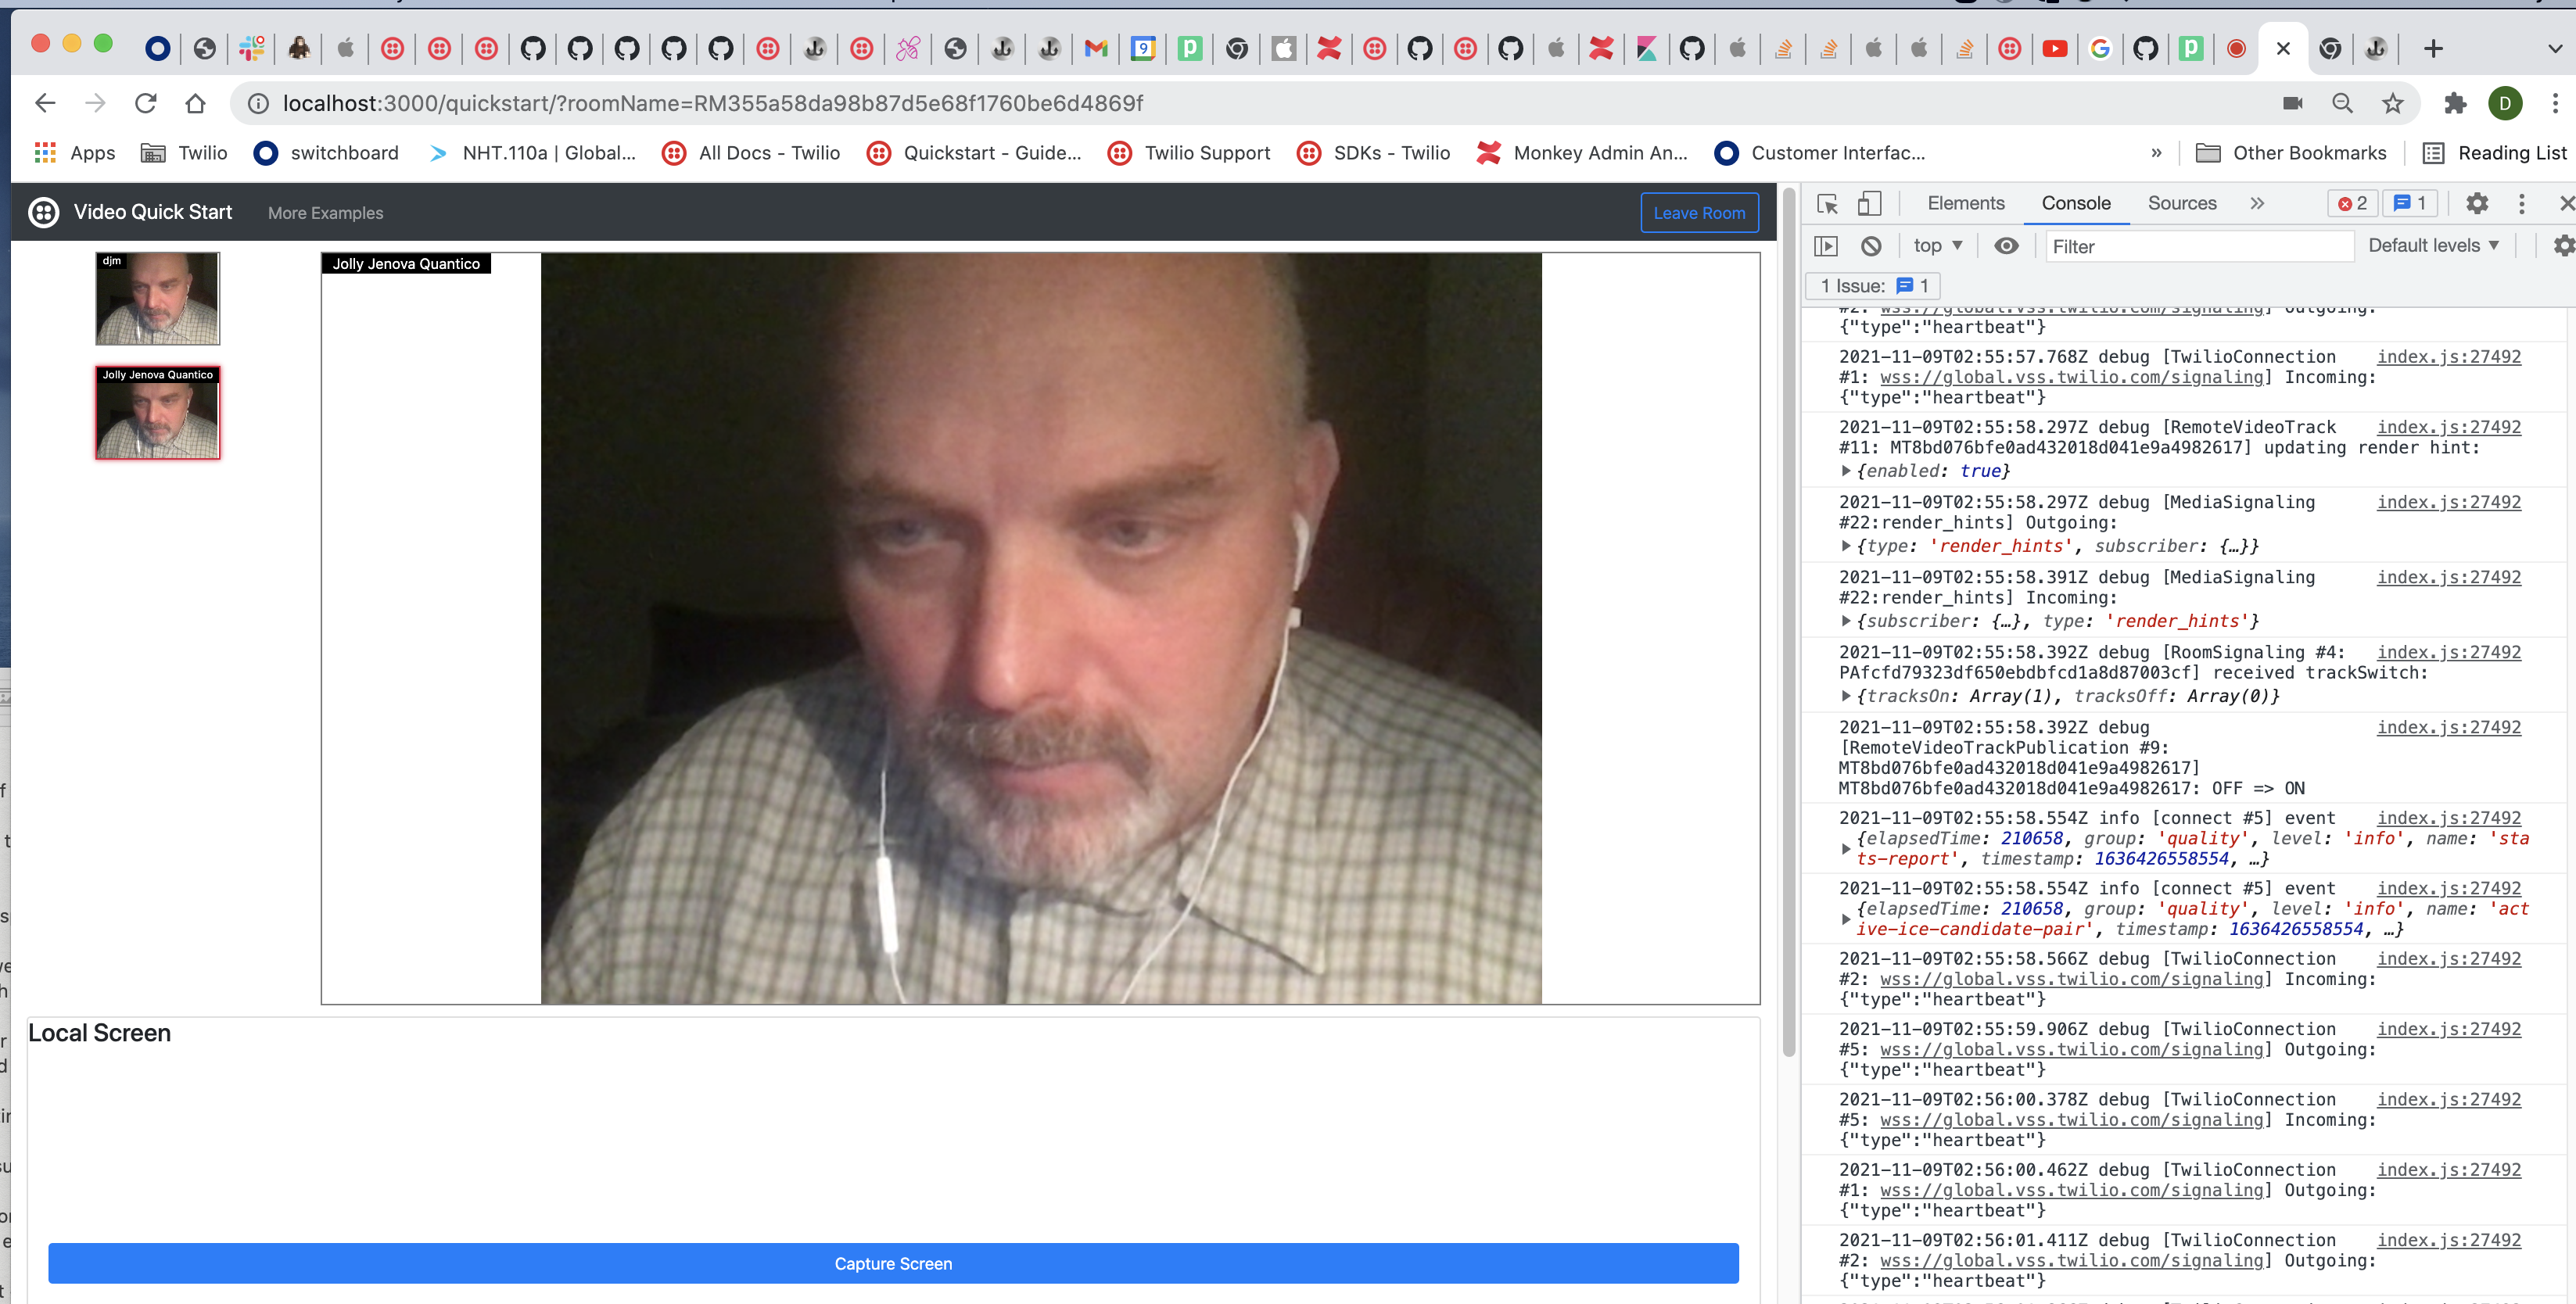 localhost:3000/quickstart/?roomName=RM355a58da98b87d5e68f1760be6d4869f
D
Apps
Twilio
switchboard
NHT.110a | Global...
All Docs - Twilio
Quickstart - Guide...
Twilio Support
SDKs - Twilio
Monkey Admin An...
Customer Interfac...
»
Other Bookmarks
Reading List
Video Quick Start
More Examples
Leave Room
djm
Jolly Jenova Quantico
Jolly Jenova Quantico
Local Screen
Capture Screen
Elements
Console
Sources
»
2
1
top
Filter
Default levels
1 Issue: 1
#2: wss://global.vss.twilio.com/signaling] Outgoing:
{"type":"heartbeat"}
2021-11-09T02:55:57.768Z debug [TwilioConnection index.js:27492
#1: wss://global.vss.twilio.com/signaling] Incoming:
{"type":"heartbeat"}
2021-11-09T02:55:58.297Z debug [RemoteVideoTrack index.js:27492
#11: MT8bd076bfe0ad432018d041e9a4982617] updating render hint:
{enabled: true}
2021-11-09T02:55:58.297Z debug [MediaSignaling index.js:27492
#22:render_hints] Outgoing:
{type: 'render_hints', subscriber: {…}}
2021-11-09T02:55:58.391Z debug [MediaSignaling index.js:27492
#22:render_hints] Incoming:
{subscriber: {…}, type: 'render_hints'}
2021-11-09T02:55:58.392Z debug [RoomSignaling #4: index.js:27492
PAfcfd79323df650ebdbfcd1a8d87003cf] received trackSwitch:
{tracksOn: Array(1), tracksOff: Array(0)}
2021-11-09T02:55:58.392Z debug index.js:27492
[RemoteVideoTrackPublication #9:
MT8bd076bfe0ad432018d041e9a4982617]
MT8bd076bfe0ad432018d041e9a4982617: OFF => ON
2021-11-09T02:55:58.554Z info [connect #5] event index.js:27492
{elapsedTime: 210658, group: 'quality', level: 'info', name: 'sta
ts-report', timestamp: 1636426558554, …}
2021-11-09T02:55:58.554Z info [connect #5] event index.js:27492
{elapsedTime: 210658, group: 'quality', level: 'info', name: 'act
ive-ice-candidate-pair', timestamp: 1636426558554, …}
2021-11-09T02:55:58.566Z debug [TwilioConnection index.js:27492
#2: wss://global.vss.twilio.com/signaling] Incoming:
{"type":"heartbeat"}
2021-11-09T02:55:59.906Z debug [TwilioConnection index.js:27492
#5: wss://global.vss.twilio.com/signaling] Outgoing:
{"type":"heartbeat"}
2021-11-09T02:56:00.378Z debug [TwilioConnection index.js:27492
#5: wss://global.vss.twilio.com/signaling] Incoming:
{"type":"heartbeat"}
2021-11-09T02:56:00.462Z debug [TwilioConnection index.js:27492
#1: wss://global.vss.twilio.com/signaling] Outgoing:
{"type":"heartbeat"}
2021-11-09T02:56:01.411Z debug [TwilioConnection index.js:27492
#2: wss://global.vss.twilio.com/signaling] Outgoing:
{"type":"heartbeat"}